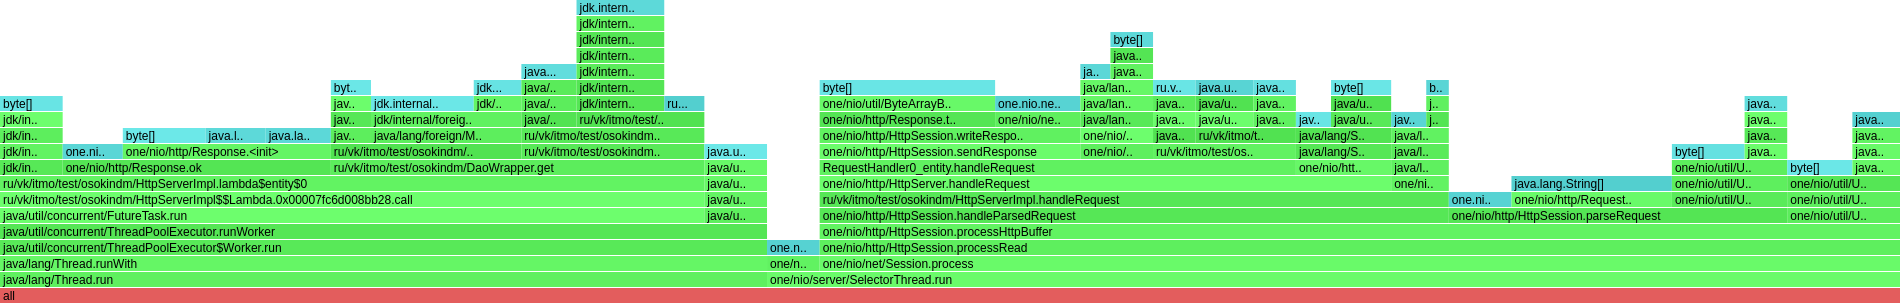 jdk.intern..
jdk/intern..
jdk/intern.. byte[]
jdk/intern.. java..
java... jdk/intern.. ja.. java..
byt.. jdk... java/.. jdk/intern.. byte[] java/lan.. ru.v.. java.u.. java.. byte[] b..
byte[] jav.. jdk.internal.. jdk/.. java/.. jdk/intern.. ru... one/nio/util/ByteArrayB.. one.nio.ne.. java/lan.. java.. java/u.. java.. java/u.. j.. java..
jdk/in.. jav.. jdk/internal/foreig.. java/.. ru/vk/itmo/test/.. one/nio/http/Response.t.. one/nio/ne.. java/lan.. java.. java/u.. java.. jav.. java/u.. jav.. j.. java.. java..
jdk/in.. byte[] java.l.. java.la.. jav.. java/lang/foreign/M.. ru/vk/itmo/test/osokindm.. one/nio/http/HttpSession.writeRespo.. one/nio/.. java.. ru/vk/itmo/t.. java/lang/S.. java/l.. java.. java..
jdk/in.. one.ni.. one/nio/http/Response.<init> ru/vk/itmo/test/osokindm/.. ru/vk/itmo/test/osokindm.. java.u.. one/nio/http/HttpSession.sendResponse one/nio/.. ru/vk/itmo/test/os.. java/lang/S.. java/l.. byte[] java.. java..
jdk/in.. one/nio/http/Response.ok ru/vk/itmo/test/osokindm/DaoWrapper.get java/u.. RequestHandler0_entity.handleRequest one/nio/htt.. java/l.. one/nio/util/U.. byte[] java..
ru/vk/itmo/test/osokindm/HttpServerImpl.lambda$entity$0 java/u.. one/nio/http/HttpServer.handleRequest one/ni.. java.lang.String[] one/nio/util/U.. one/nio/util/U..
ru/vk/itmo/test/osokindm/HttpServerImpl$$Lambda.0x00007fc6d008bb28.call java/u.. ru/vk/itmo/test/osokindm/HttpServerImpl.handleRequest one.ni.. one/nio/http/Request.. one/nio/util/U.. one/nio/util/U..
java/util/concurrent/FutureTask.run java/u.. one/nio/http/HttpSession.handleParsedRequest one/nio/http/HttpSession.parseRequest one/nio/util/U..
java/util/concurrent/ThreadPoolExecutor.runWorker one/nio/http/HttpSession.processHttpBuffer
java/util/concurrent/ThreadPoolExecutor$Worker.run one.n.. one/nio/http/HttpSession.processRead
java/lang/Thread.runWith one/n.. one/nio/net/Session.process
java/lang/Thread.run one/nio/server/SelectorThread.run
all